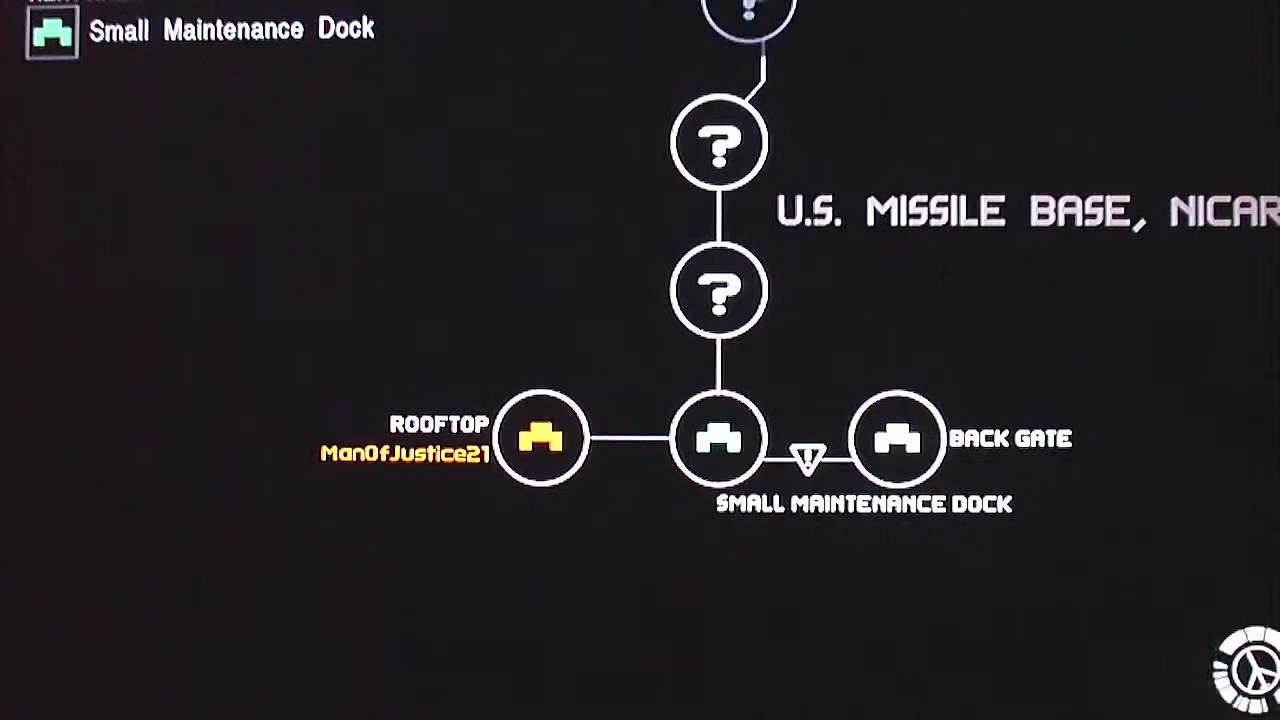 Small Maintenance Dock
?
?
U.S. MISSILE BASE, NICAR
?
ROOFTOP
ManOfJustice21
!
BACK GATE
SMALL MAINTENANCE DOCK